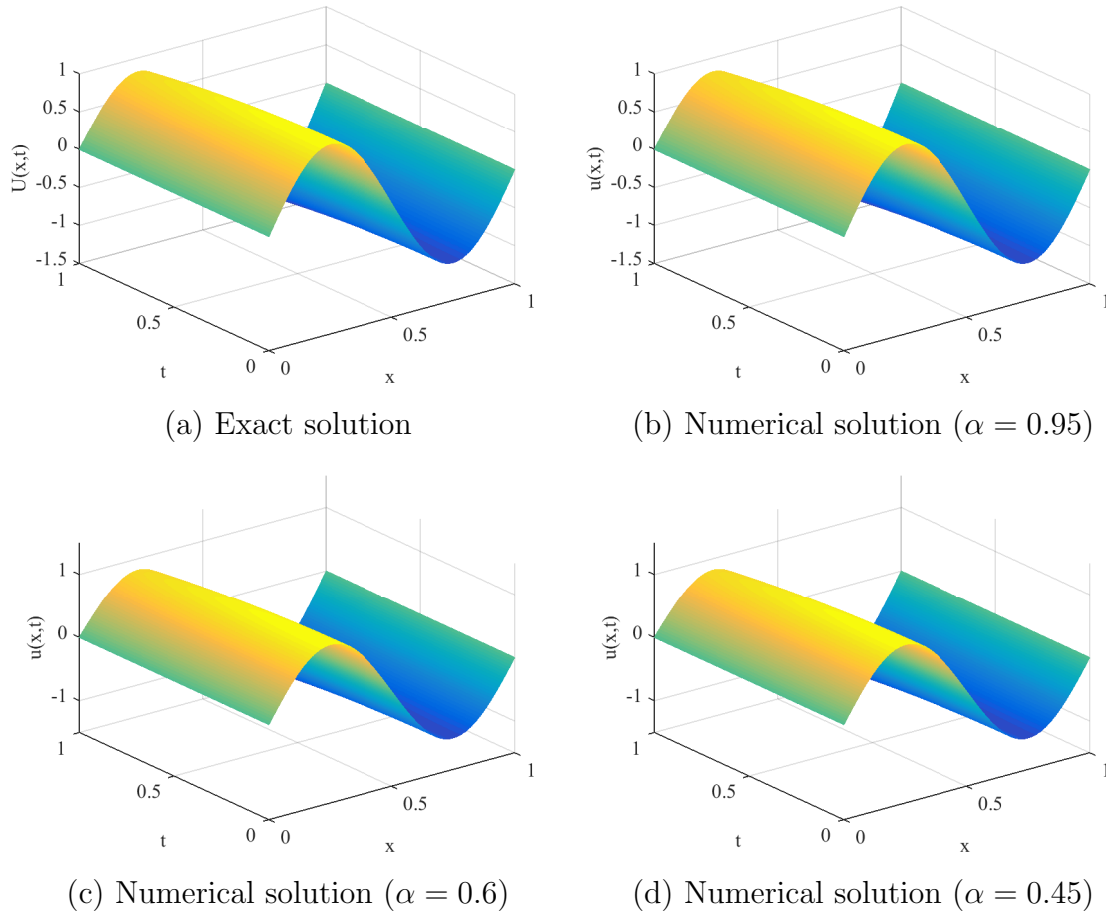 1
0.5
0
-0.5
-1
-1.5
U(x,t)
1
0.5
0
t
0
0.5
1
x
(a) Exact solution
1
0.5
0
-0.5
-1
-1.5
u(x,t)
1
0.5
0
t
0
0.5
1
x
(b) Numerical solution (α = 0.95)
1
0
-1
u(x,t)
1
0.5
0
t
0
0.5
1
x
(c) Numerical solution (α = 0.6)
1
0
-1
u(x,t)
1
0.5
0
t
0
0.5
1
x
(d) Numerical solution (α = 0.45)